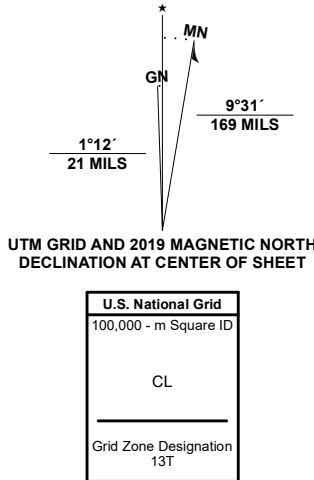 ★
MN
GN
9°31´
169 MILS
1°12´
21 MILS
UTM GRID AND 2019 MAGNETIC NORTH
DECLINATION AT CENTER OF SHEET
U.S. National Grid
100,000 - m Square ID
CL
Grid Zone Designation
13T